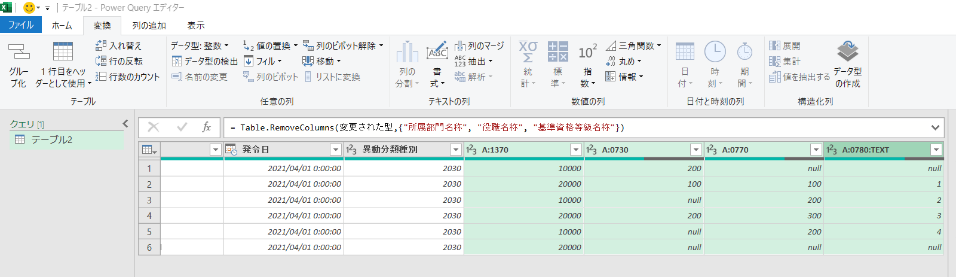 テーブル2 - Power Query エディター
ファイル ホーム 変換 列の追加 表示
グループ化
1 行目をヘッダーとして使用
入れ替え
行の反転
行数のカウント
テーブル
データ型: 整数
データ型の検出
名前の変更
値の置換
フィル
列のピボット
列のピボット解除
移動
リストに変換
任意の列
列の分割
書式
列のマージ
抽出
解析
テキストの列
統計
標準
指数
三角関数
丸め
情報
数値の列
日付
時刻
期間
日付と時刻の列
展開
集計
値を抽出する
データ型の作成
構造化列
クエリ [1]
テーブル2
= Table.RemoveColumns(変更された型,{"所属部門名称", "役職名称", "基準資格等級名称"})
発令日 異動分類種別 A:1370 A:0730 A:0770 A:0780:TEXT
1 2021/04/01 0:00:00 2030 10000 200 null null
2 2021/04/01 0:00:00 2030 20000 100 100 1
3 2021/04/01 0:00:00 2030 10000 null 200 2
4 2021/04/01 0:00:00 2030 20000 200 300 3
5 2021/04/01 0:00:00 2030 10000 null 200 4
6 2021/04/01 0:00:00 2030 20000 null null null